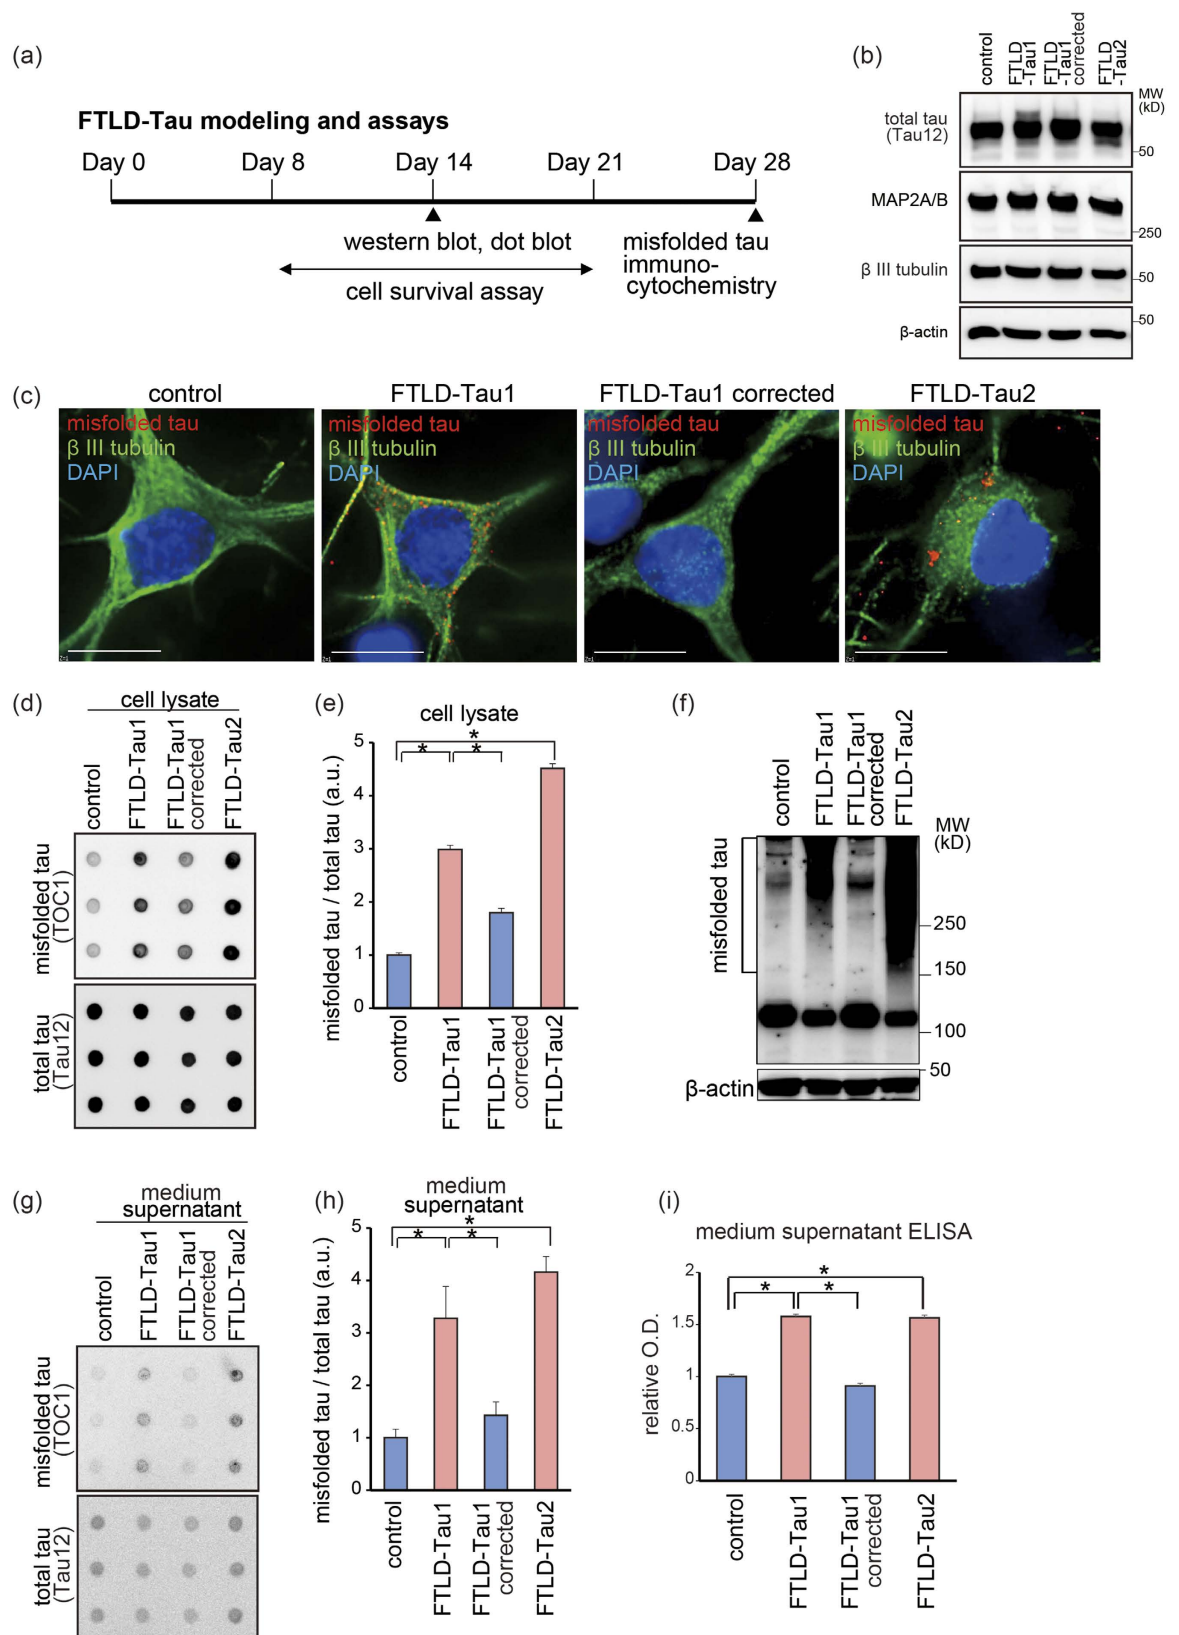 (a)
FTLD-Tau modeling and assays
Day 0
Day 8
Day 14
Day 21
Day 28
western blot, dot blot
cell survival assay
misfolded tau
immuno-
cytochemistry
(b)
control
FTLD
-Tau1
FTLD
-Tau1
corrected
FTLD
-Tau2
MW
(kD)
total tau
(Tau12)
50
MAP2A/B
250
β III tubulin
50
50
β-actin
(c)
control
misfolded tau
β III tubulin
DAPI
FTLD-Tau1
misfolded tau
β III tubulin
DAPI
FTLD-Tau1 corrected
misfolded tau
β III tubulin
DAPI
FTLD-Tau2
misfolded tau
β III tubulin
DAPI
(d)
cell lysate
control
FTLD-Tau1
FTLD-Tau1
corrected
FTLD-Tau2
misfolded tau
(TOC1)
total tau
(Tau12)
(e)
cell lysate
misfolded tau / total tau (a.u.)
5
4
3
2
1
0
*
*
*
control
FTLD-Tau1
FTLD-Tau1
corrected
FTLD-Tau2
(f)
control
FTLD-Tau1
FTLD-Tau1
corrected
FTLD-Tau2
MW
(kD)
misfolded tau
250
150
100
50
β-actin
(g)
medium
supernatant
control
FTLD-Tau1
FTLD-Tau1
corrected
FTLD-Tau2
misfolded tau
(TOC1)
total tau
(Tau12)
(h)
medium
supernatant
misfolded tau / total tau (a.u.)
5
4
3
2
1
0
*
*
*
control
FTLD-Tau1
FTLD-Tau1
corrected
FTLD-Tau2
(i)
medium supernatant ELISA
relative O.D.
2
1.5
1
0.5
0
*
*
*
control
FTLD-Tau1
FTLD-Tau1
corrected
FTLD-Tau2